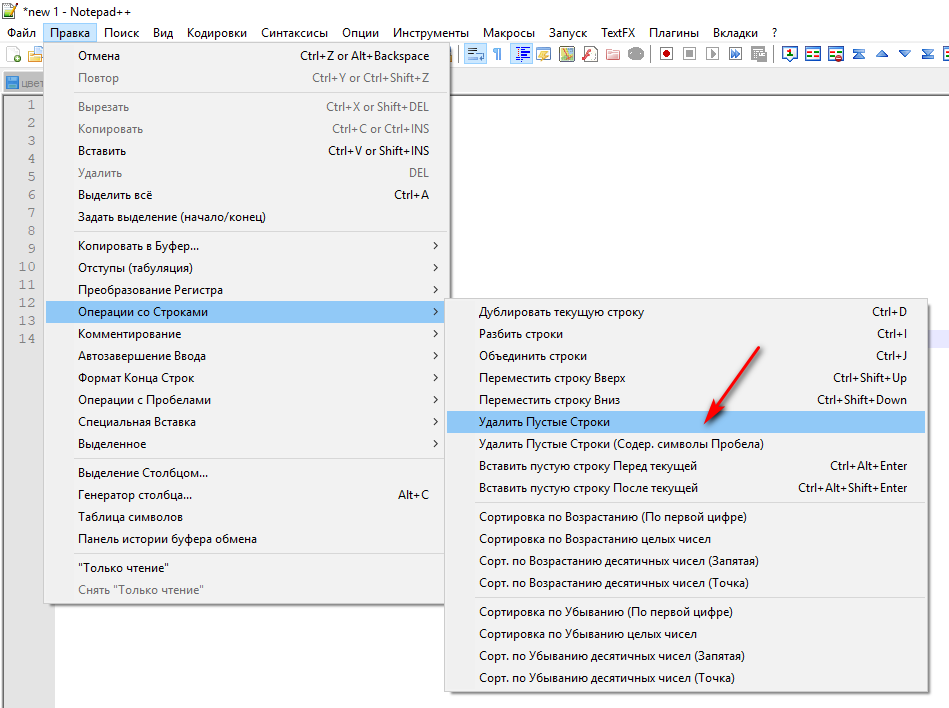 *new 1 - Notepad++
Файл Правка Поиск Вид Кодировки Синтаксисы Опции Инструменты Макросы Запуск TextFX Плагины Вкладки ?
цвет
1
2
3
4
5
6
7
8
9
10
11
12
13
14
Отмена Ctrl+Z or Alt+Backspace
Повтор Ctrl+Y or Ctrl+Shift+Z
Вырезать Ctrl+X or Shift+DEL
Копировать Ctrl+C or Ctrl+INS
Вставить Ctrl+V or Shift+INS
Удалить DEL
Выделить всё Ctrl+A
Задать выделение (начало/конец)
Копировать в Буфер...
Отступы (табуляция)
Преобразование Регистра
Операции со Строками
Комментирование
Автозавершение Ввода
Формат Конца Строк
Операции с Пробелами
Специальная Вставка
Выделенное
Выделение Столбцом...
Генератор столбца... Alt+C
Таблица символов
Панель истории буфера обмена
"Только чтение"
Снять "Только чтение"
Дублировать текущую строку Ctrl+D
Разбить строки Ctrl+I
Объединить строки Ctrl+J
Переместить строку Вверх Ctrl+Shift+Up
Переместить строку Вниз Ctrl+Shift+Down
Удалить Пустые Строки
Удалить Пустые Строки (Содер. символы Пробела)
Вставить пустую строку Перед текущей Ctrl+Alt+Enter
Вставить пустую строку После текущей Ctrl+Alt+Shift+Enter
Сортировка по Возрастанию (По первой цифре)
Сортировка по Возрастанию целых чисел
Сорт. по Возрастанию десятичных чисел (Запятая)
Сорт. по Возрастанию десятичных чисел (Точка)
Сортировка по Убыванию (По первой цифре)
Сортировка по Убыванию целых чисел
Сорт. по Убыванию десятичных чисел (Запятая)
Сорт. по Убыванию десятичных чисел (Точка)